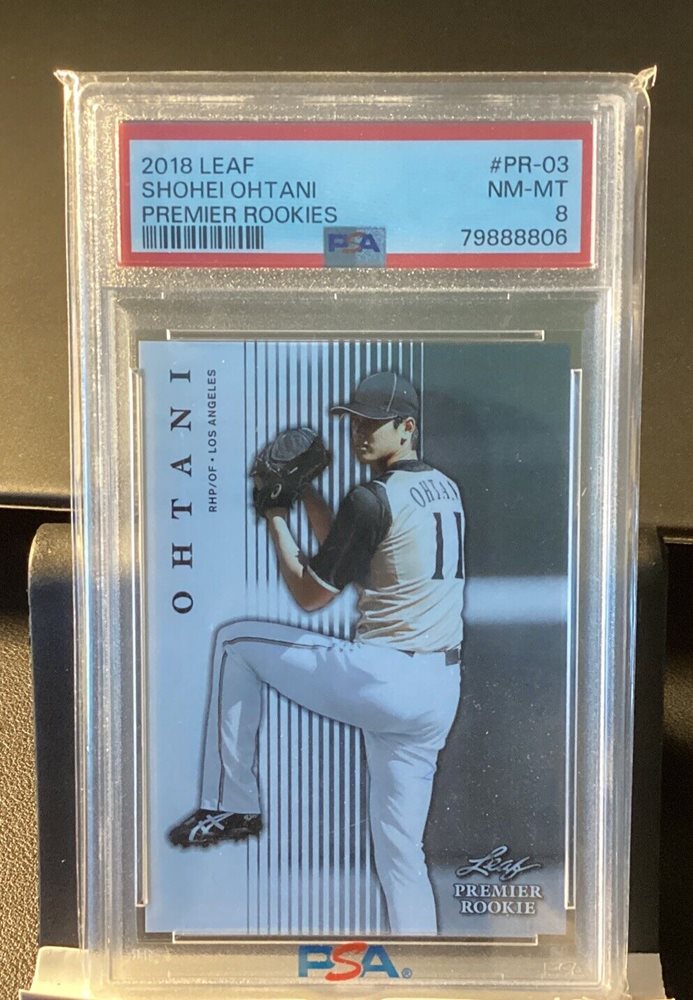 2018 LEAF #PR-03
SHOHEI OHTANI NM-MT
PREMIER ROOKIES 8
PSA 79888806
OHTANI
RHP/OF • LOS ANGELES
OHTANI
11
Leaf
PREMIER
ROOKIE
PSA®